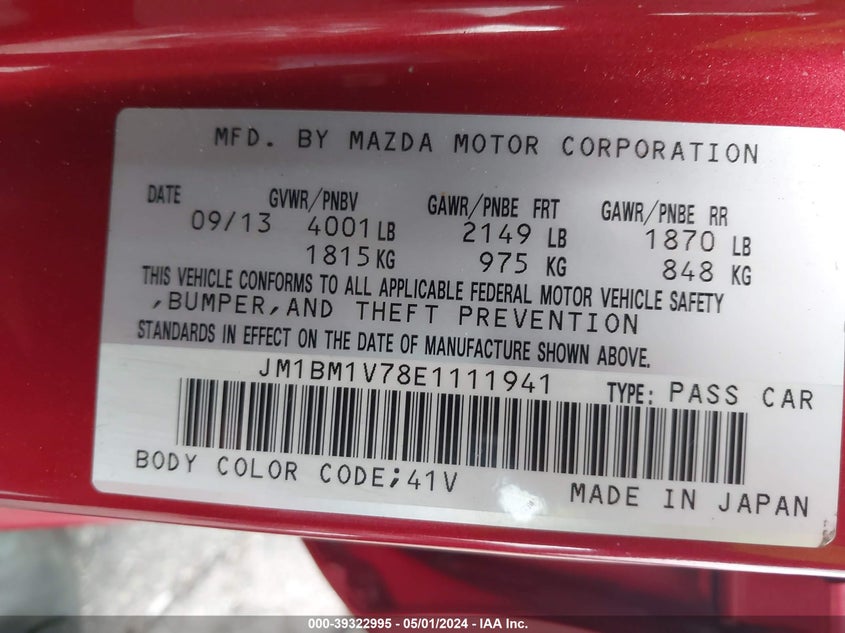 MFD. BY MAZDA MOTOR CORPORATION
DATE GVWR/PNBV GAWR/PNBE FRT GAWR/PNBE RR
09/13 4001 LB 2149 LB 1870 LB
1815 KG 975 KG 848 KG
THIS VEHICLE CONFORMS TO ALL APPLICABLE FEDERAL MOTOR VEHICLE SAFETY
,BUMPER,AND THEFT PREVENTION
STANDARDS IN EFFECT ON THE DATE OF MANUFACTURE SHOWN ABOVE.
JM1BM1V78E1111941 TYPE: PASS CAR
BODY COLOR CODE;41V
MADE IN JAPAN
000-39322995 - 05/01/2024 - IAA Inc.